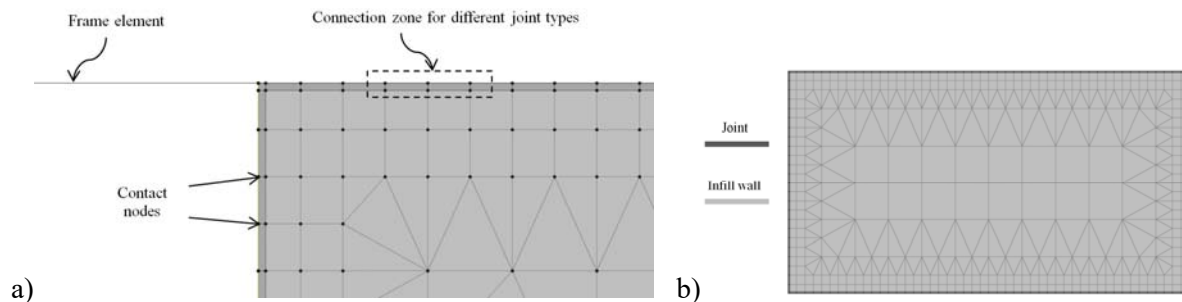 Frame element
Connection zone for different joint types
Contact
nodes
a)
Joint
Infill wall
b)